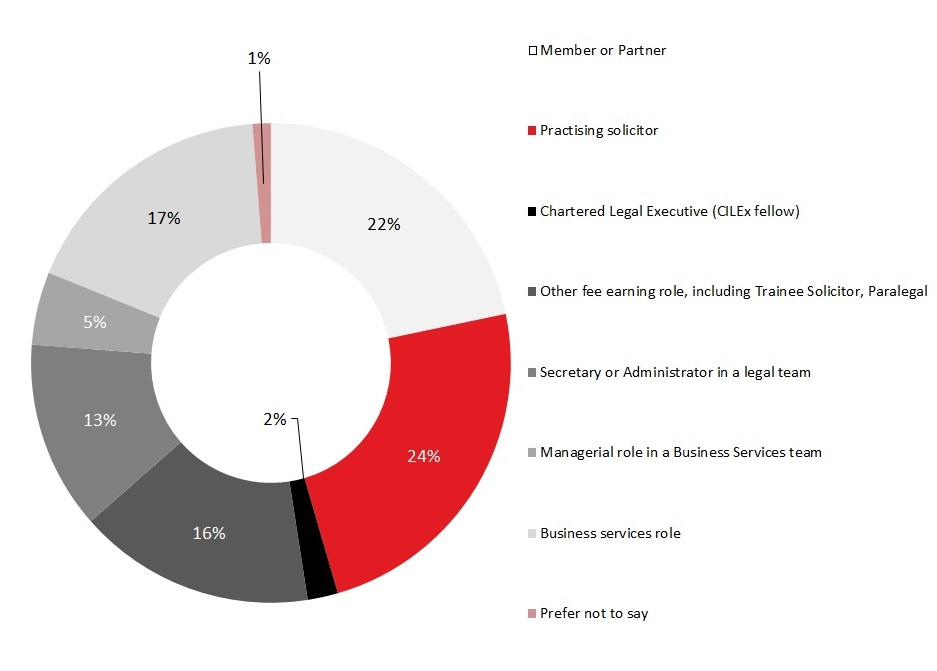 1%
22%
17%
5%
2%
13%
24%
16%
Member or Partner
Practising solicitor
Chartered Legal Executive (CILEx fellow)
Other fee earning role, including Trainee Solicitor, Paralegal
Secretary or Administrator in a legal team
Managerial role in a Business Services team
Business services role
Prefer not to say